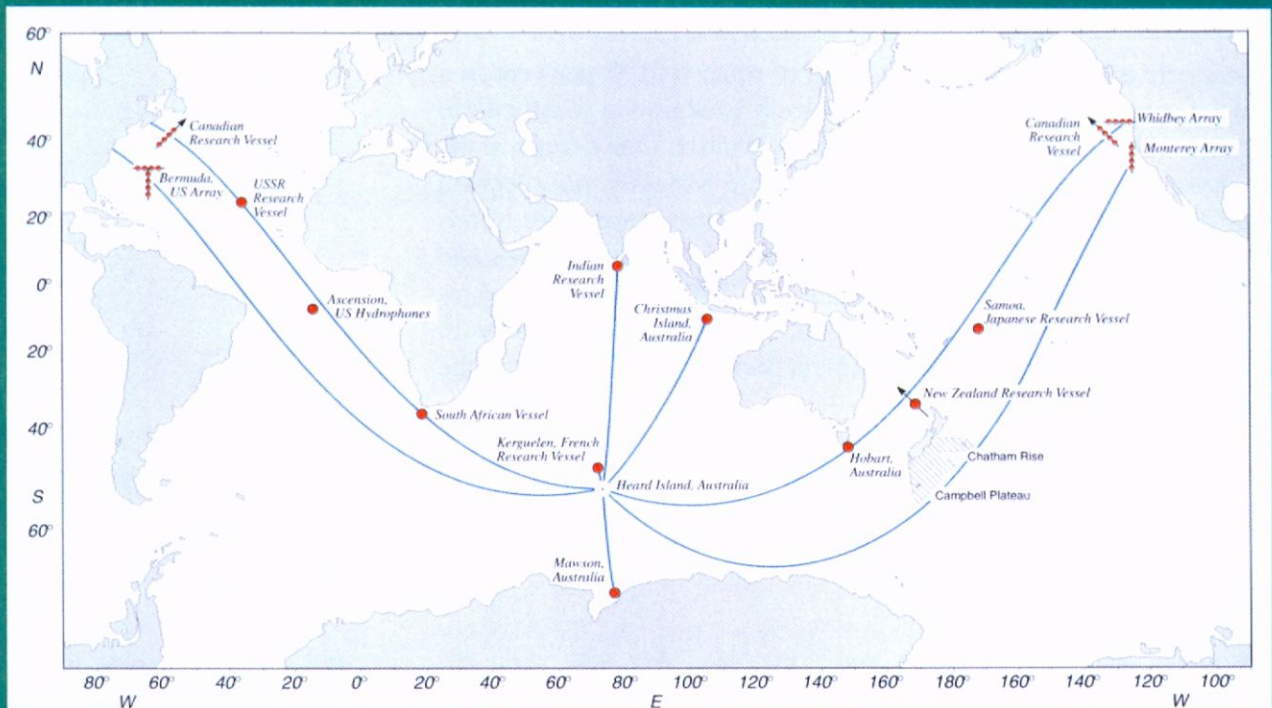 60°
N
40°
20°
0°
20°
40°
S
60°
Canadian
Research Vessel
Bermuda,
US Array
USSR
Research
Vessel
Ascension,
US Hydrophones
South African Vessel
Kerguelen, French
Research Vessel
Heard Island, Australia
Mawson,
Australia
Indian
Research
Vessel
Christmas
Island,
Australia
Canadian
Research
Vessel
Whidbey Array
Monterey Array
Samoa,
Japanese Research Vessel
New Zealand Research Vessel
Hobart,
Australia
Chatham Rise
Campbell Plateau
80° 60° 40° 20° 0° 20° 40° 60° 80° 100° 120° 140° 160° 180° 160° 140° 120° 100°
W E W